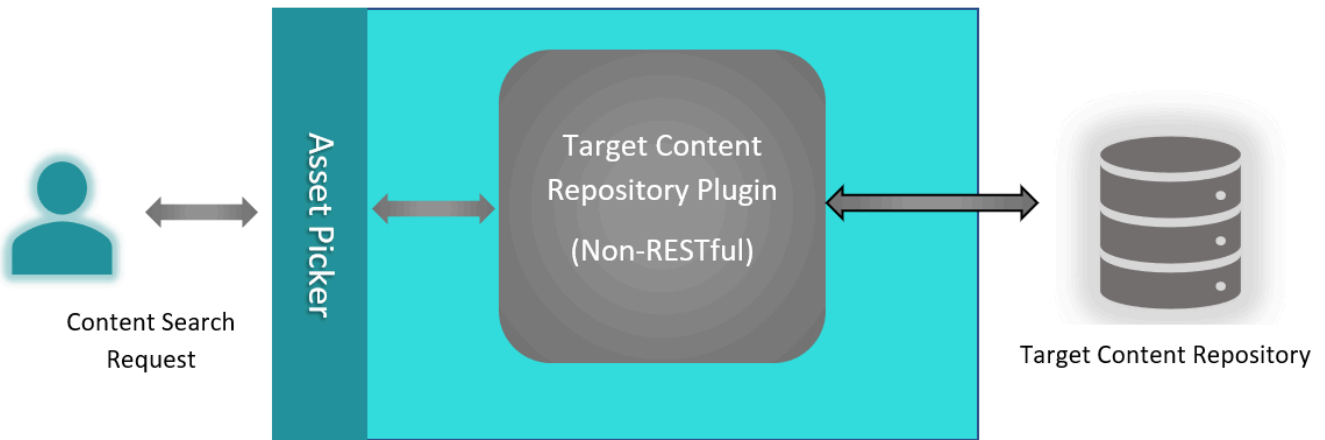 Content Search
Request
Asset Picker
Target Content
Repository Plugin
(Non-RESTful)
Target Content Repository